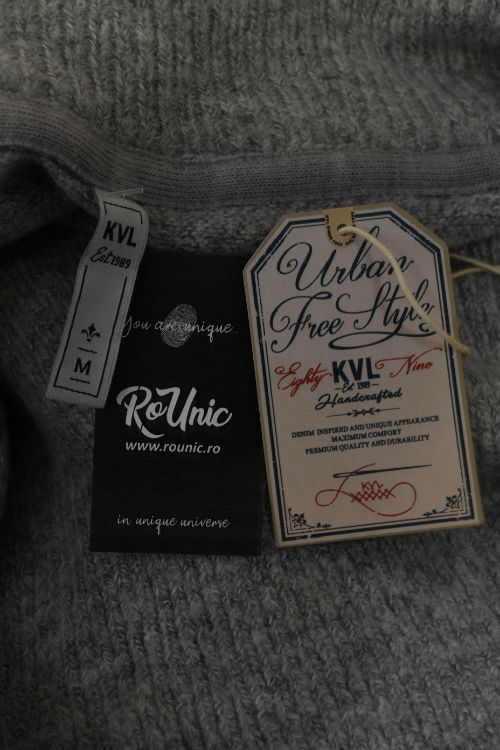 KVL
Est.1989
M
You are unique..
RoUnic
www.rounic.ro
in unique universe
Urban
Free Style
Eighty KVL Nine
Est 1989
Handcrafted
DENIM INSPIRED AND UNIQUE APPEARANCE
MAXIMUM COMFORT
PREMIUM QUALITY AND DURABILITY
KVL